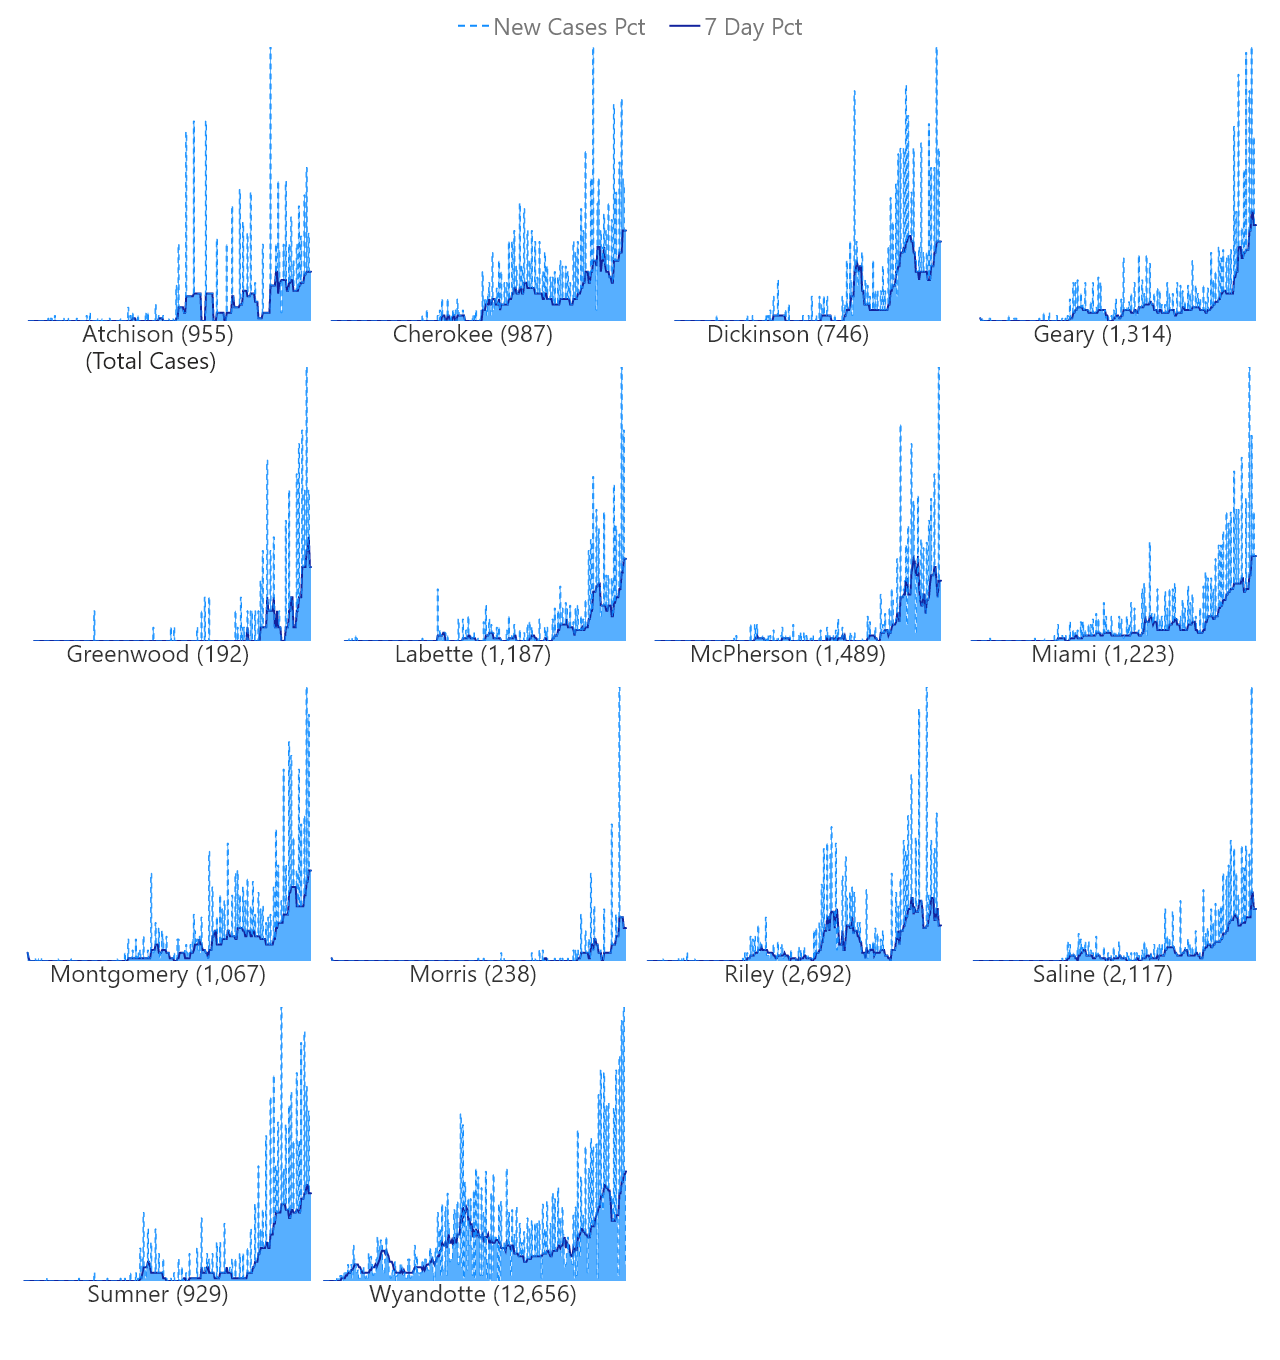 New Cases Pct 7 Day Pct
Atchison (955) Cherokee (987) Dickinson (746) Geary (1,314)
(Total Cases)
Greenwood (192) Labette (1,187) McPherson (1,489) Miami (1,223)
Montgomery (1,067) Morris (238) Riley (2,692) Saline (2,117)
Sumner (929) Wyandotte (12,656)